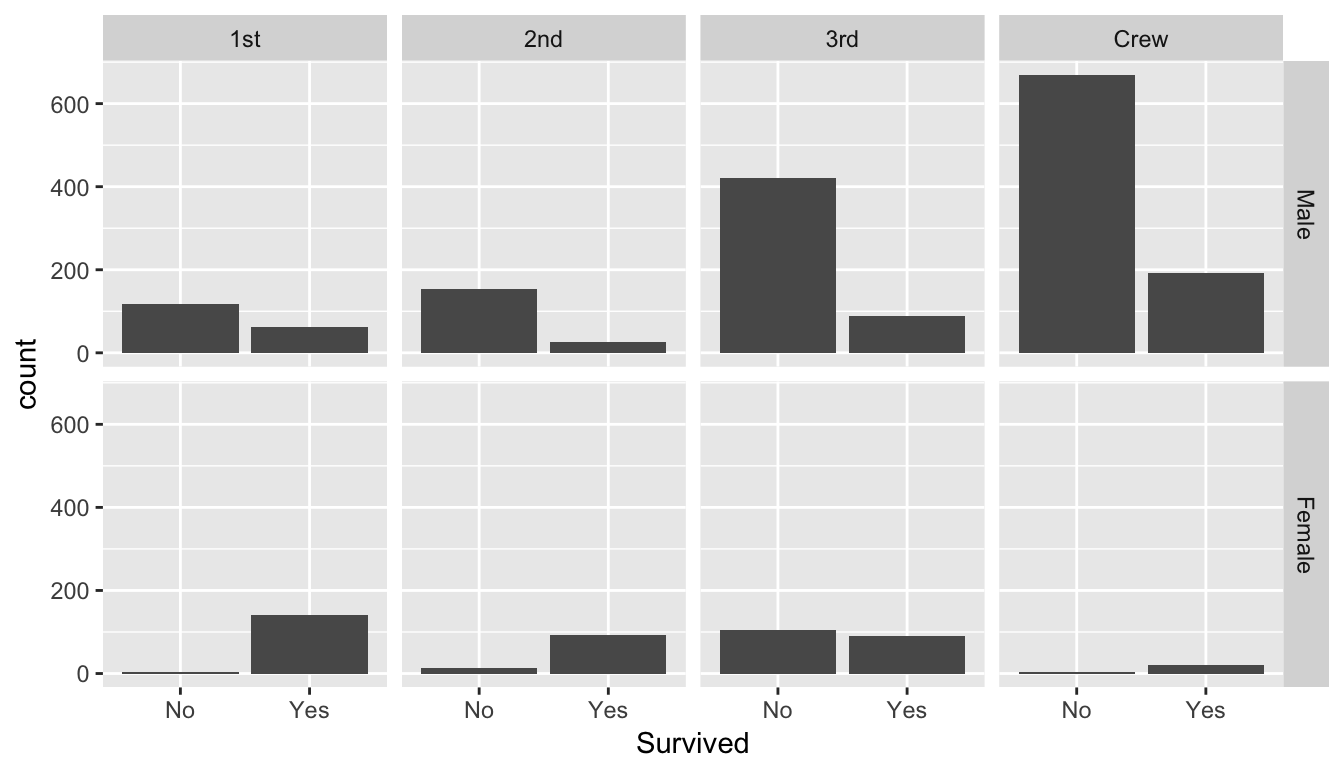 1st 2nd 3rd Crew
600
400
200
0
Male
count
600
400
200
0
Female
No Yes No Yes No Yes No Yes
Survived